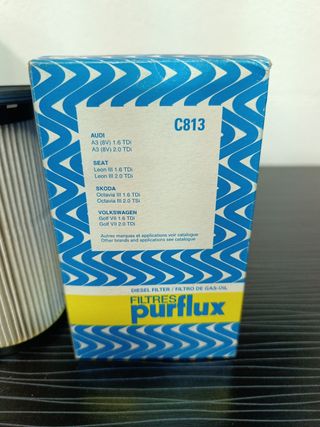 C813
AUDI
A3 (8V) 1.6 TDi
A3 (8V) 2.0 TDi
SEAT
Leon III 1.6 TDi
Leon III 2.0 TDi
SKODA
Octavia III 1.6 TDi
Octavia III 2.0 TDi
VOLKSWAGEN
Golf VII 1.6 TDi
Golf VII 2.0 TDi
Autres marques et applications voir catalogue
Other brands and applications see catalogue
DIESEL FILTER / FILTRO DE GAS-OIL
FILTRES
purflux